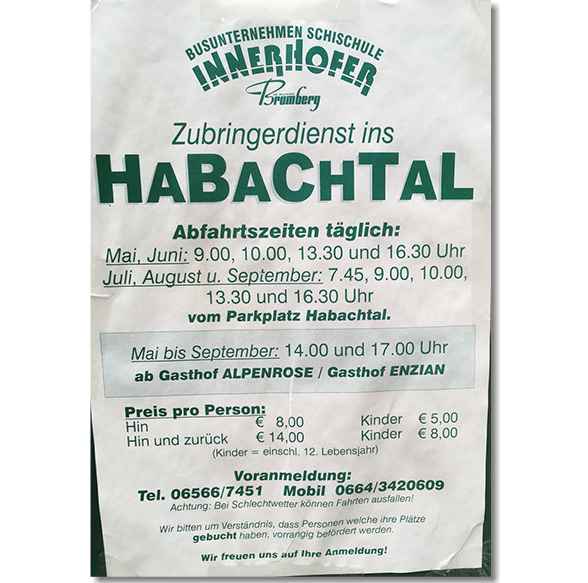 BUSUNTERNEHMEN SCHISCHULE
INNERHOFER
Bramberg
Zubringerdienst ins
HABACHTAL
Abfahrtszeiten täglich:
Mai, Juni: 9.00, 10.00, 13.30 und 16.30 Uhr
Juli, August u. September: 7.45, 9.00, 10.00,
13.30 und 16.30 Uhr
vom Parkplatz Habachtal.
Mai bis September: 14.00 und 17.00 Uhr
ab Gasthof ALPENROSE / Gasthof ENZIAN
Preis pro Person:
Hin € 8,00 Kinder € 5,00
Hin und zurück € 14,00 Kinder € 8,00
(Kinder = einschl. 12. Lebensjahr)
Voranmeldung:
Tel. 06566/7451 Mobil 0664/3420609
Achtung: Bei Schlechtwetter können Fahrten ausfallen!
Wir bitten um Verständnis, dass Personen welche ihre Plätze
gebucht haben, vorrangig befördert werden.
Wir freuen uns auf Ihre Anmeldung!